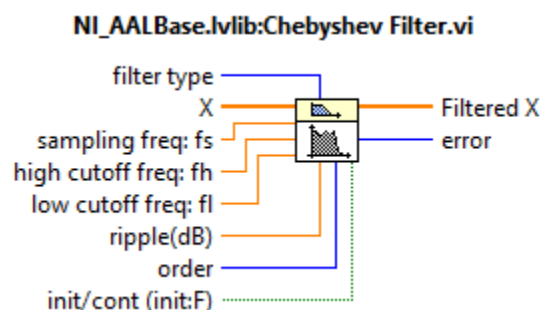 NI_AALBase.lvlib:Chebyshev Filter.vi
filter type
X
Filtered X
sampling freq: fs
error
high cutoff freq: fh
low cutoff freq: fl
ripple(dB)
order
init/cont (init:F)